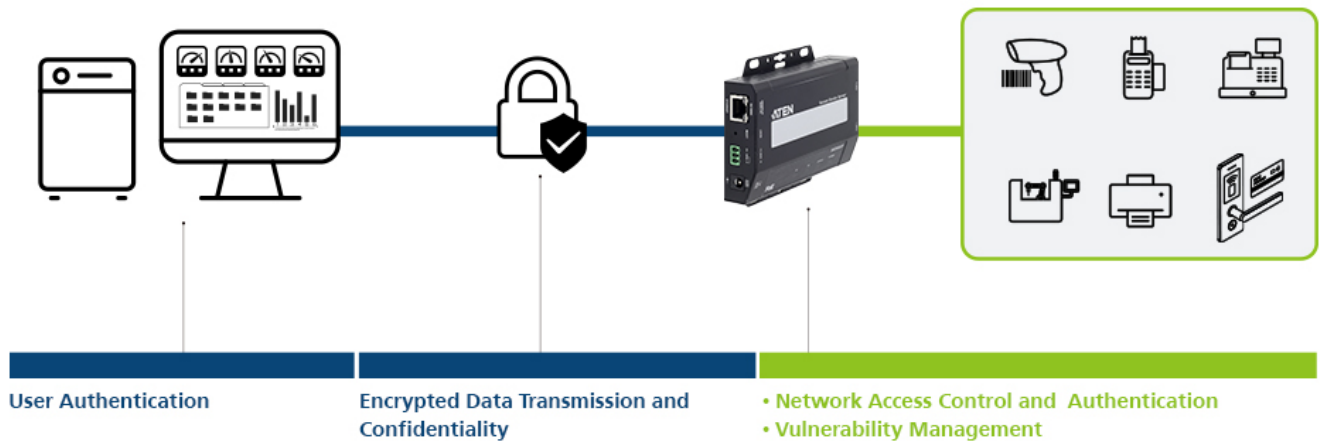 ATEN
User Authentication
Encrypted Data Transmission and
Confidentiality
• Network Access Control and Authentication
• Vulnerability Management